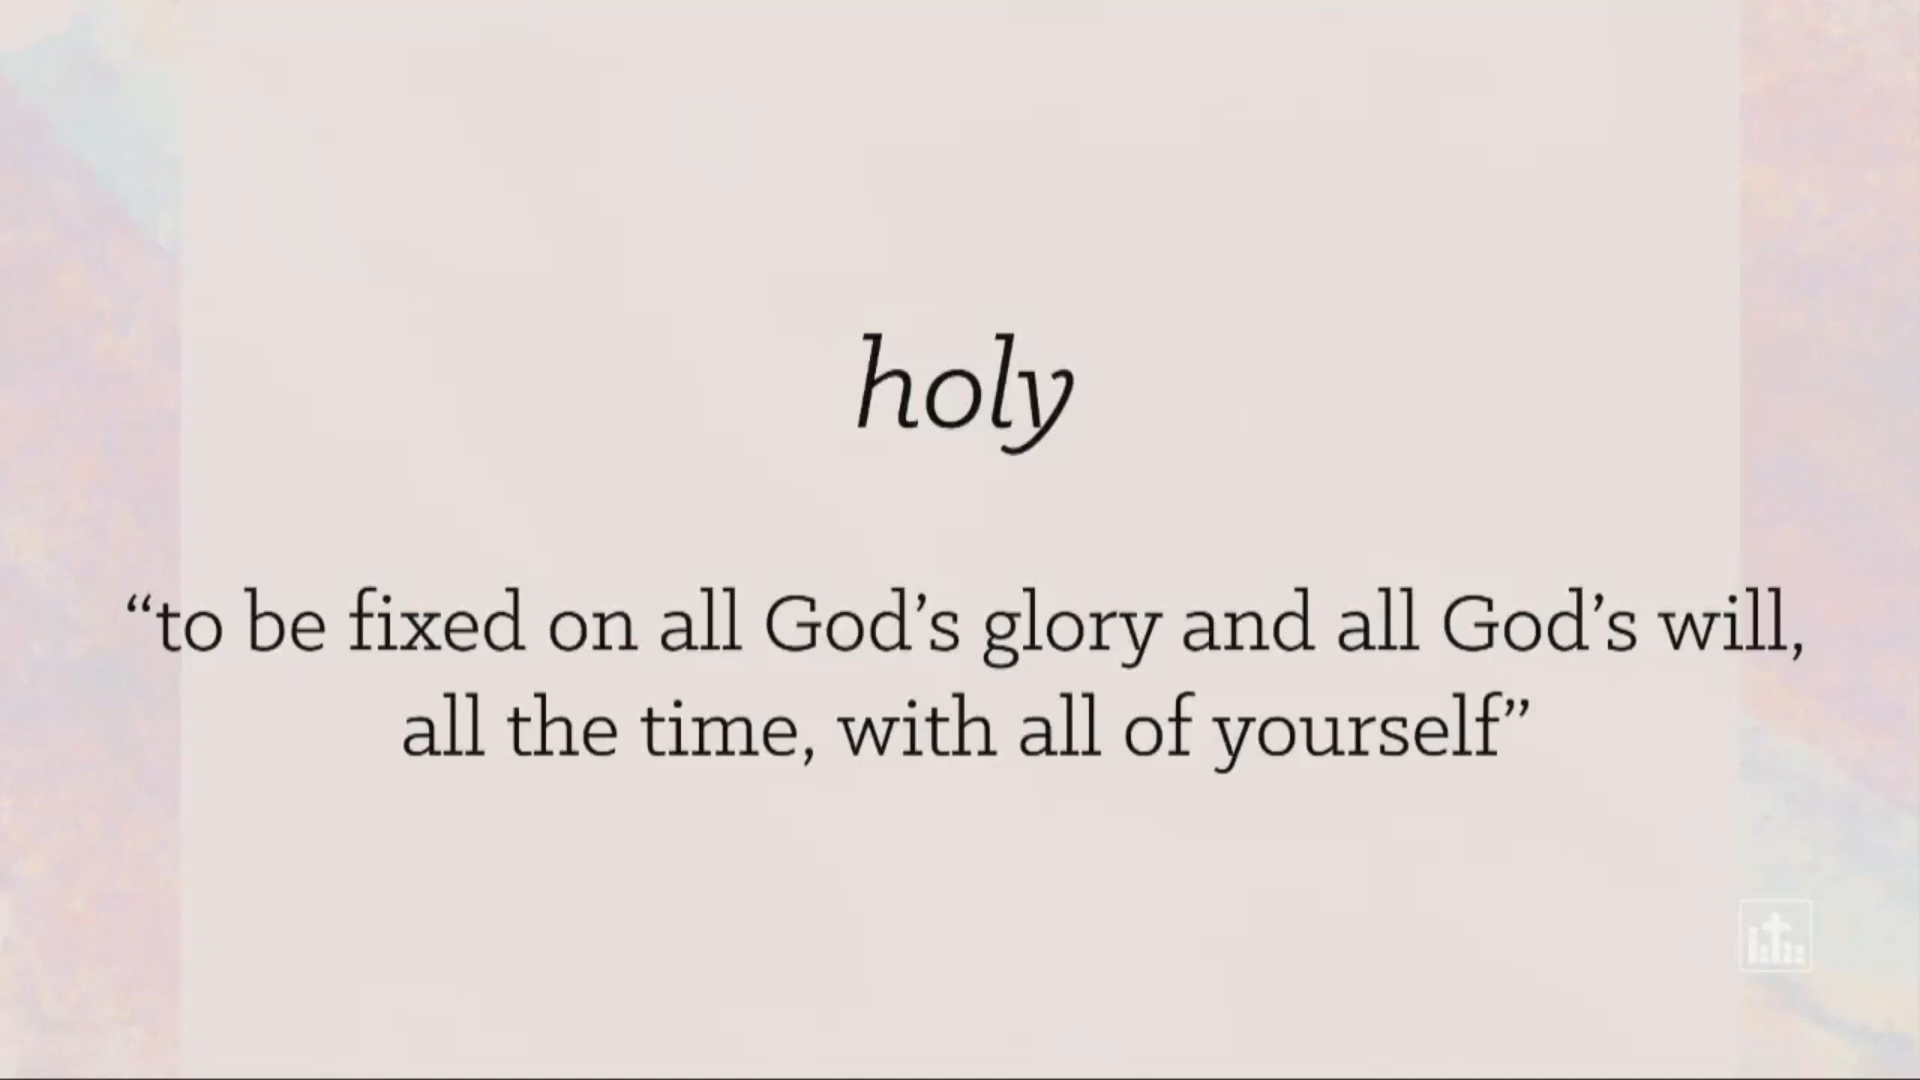 holy
“to be fixed on all God’s glory and all God’s will,
all the time, with all of yourself”